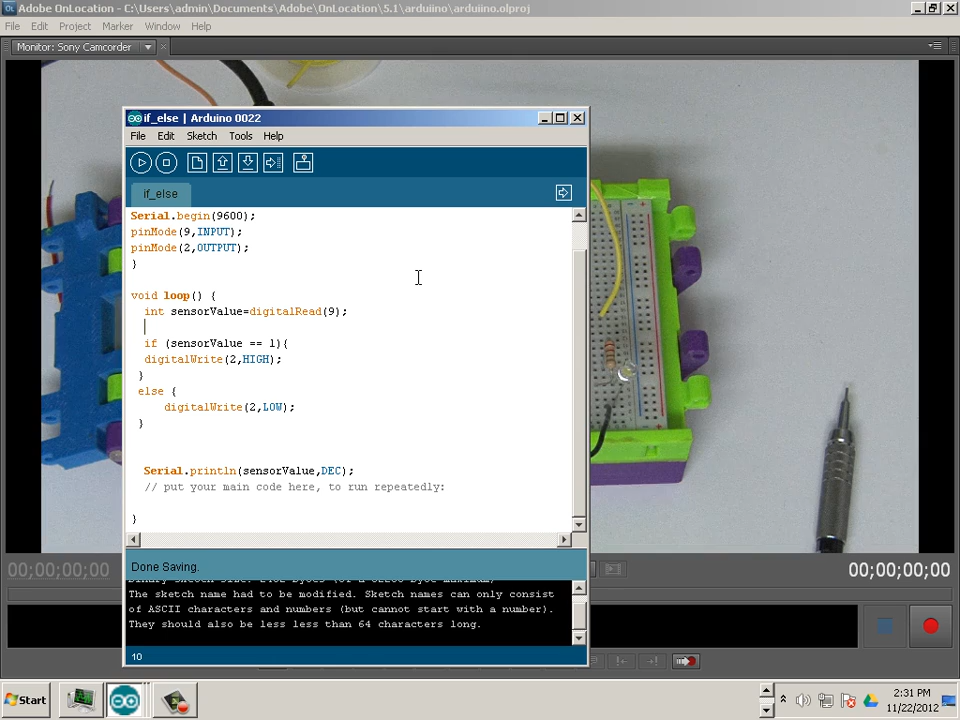 Adobe OnLocation - C:\Users\admin\Documents\Adobe\OnLocation\5.1\arduiino\arduiino.olproj
File Edit Project Marker Window Help
Monitor: Sony Camcorder
if_else | Arduino 0022
File Edit Sketch Tools Help
if_else
Serial.begin(9600);
pinMode(9,INPUT);
pinMode(2,OUTPUT);
}
void loop() {
int sensorValue=digitalRead(9);
if (sensorValue == 1){
digitalWrite(2,HIGH);
}
else {
digitalWrite(2,LOW);
}
Serial.println(sensorValue,DEC);
// put your main code here, to run repeatedly:
}
Done Saving.
The sketch name had to be modified. Sketch names can only consist
of ASCII characters and numbers (but cannot start with a number).
They should also be less less than 64 characters long.
10
00;00;00;00
00;00;00;00
Start
2:31 PM
11/22/2012